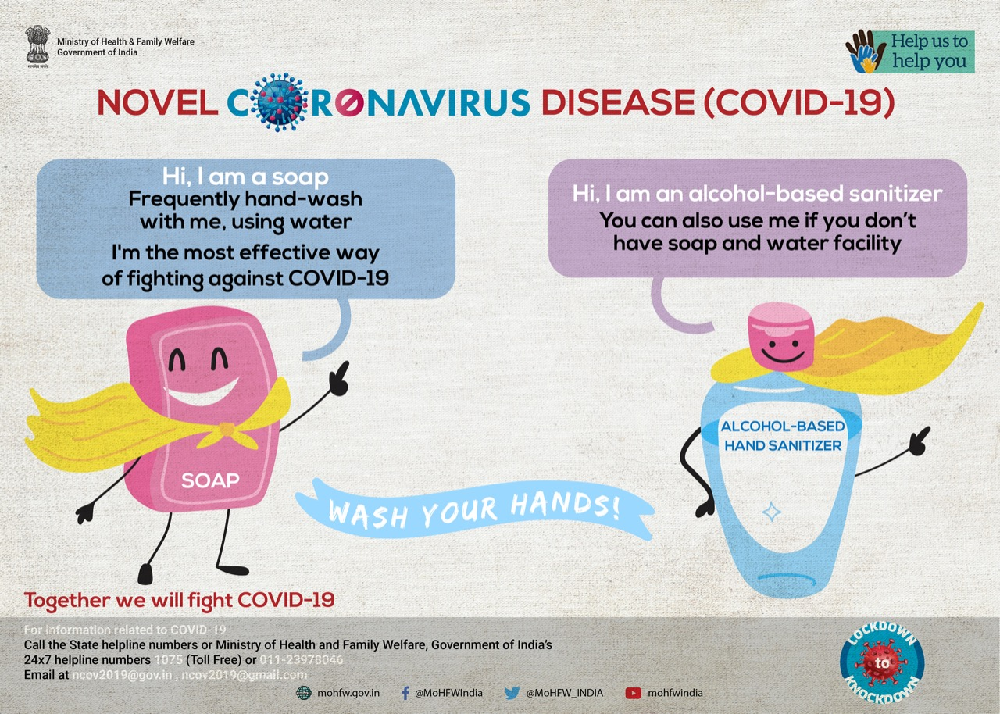 Ministry of Health & Family Welfare
Government of India
Help us to
help you
NOVEL CORONAVIRUS DISEASE (COVID-19)
Hi, I am a soap
Frequently hand-wash
with me, using water
I'm the most effective way
of fighting against COVID-19
Hi, I am an alcohol-based sanitizer
You can also use me if you don't
have soap and water facility
SOAP
ALCOHOL-BASED
HAND SANITIZER
WASH YOUR HANDS!
Together we will fight COVID-19
For information related to COVID-19
Call the State helpline numbers or Ministry of Health and Family Welfare, Government of India's
24x7 helpline numbers 1075 (Toll Free) or 011-23978046
Email at ncov2019@gov.in , ncov2019@gmail.com
mohfw.gov.in @MoHFWIndia @MoHFW_INDIA mohfwindia
LOCKDOWN
to
KNOCKDOWN